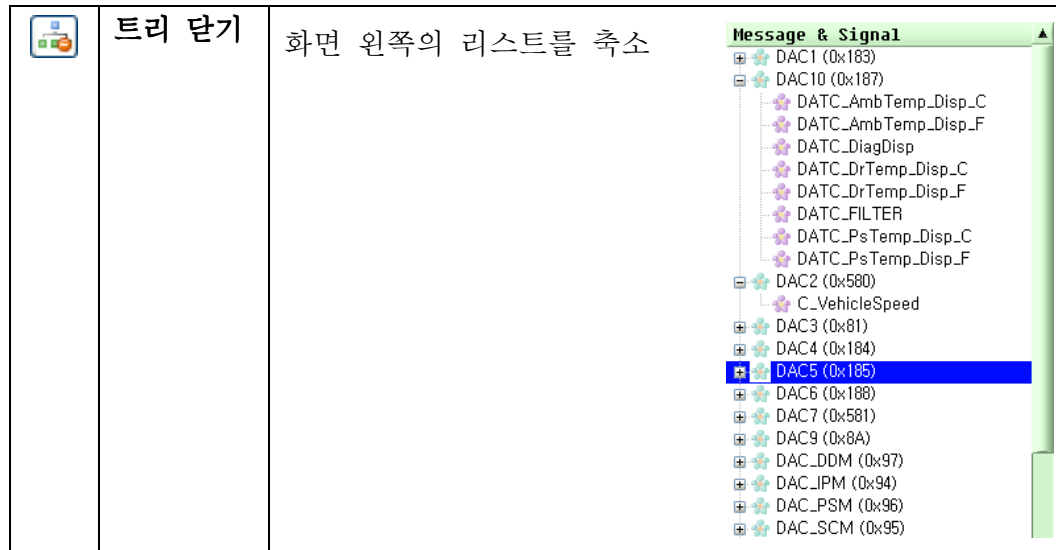 트리 닫기
화면 왼쪽의 리스트를 축소
Message & Signal
DAC1 (0x183)
DAC10 (0x187)
DATC_AmbTemp_Disp_C
DATC_AmbTemp_Disp_F
DATC_DiagDisp
DATC_DrTemp_Disp_C
DATC_DrTemp_Disp_F
DATC_FILTER
DATC_PsTemp_Disp_C
DATC_PsTemp_Disp_F
DAC2 (0x580)
C_VehicleSpeed
DAC3 (0x81)
DAC4 (0x184)
DAC5 (0x185)
DAC6 (0x188)
DAC7 (0x581)
DAC9 (0x8A)
DAC_DDM (0x97)
DAC_IPM (0x94)
DAC_PSM (0x96)
DAC_SCM (0x95)